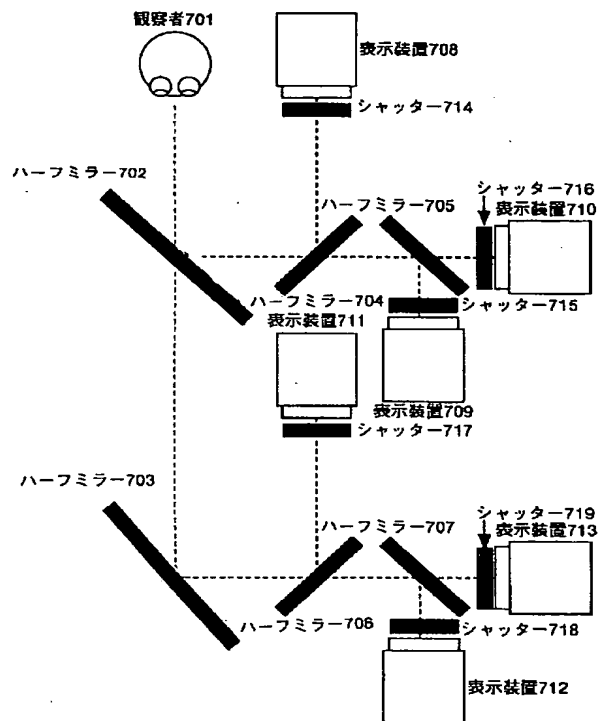 観察者701
表示装置708
シャッター714
ハーフミラー702
シャッター716
ハーフミラー705
表示装置710
ハーフミラー704
シャッター715
表示装置711
表示装置709
シャッター717
ハーフミラー703
シャッター719
ハーフミラー707
表示装置713
ハーフミラー706
シャッター718
表示装置712